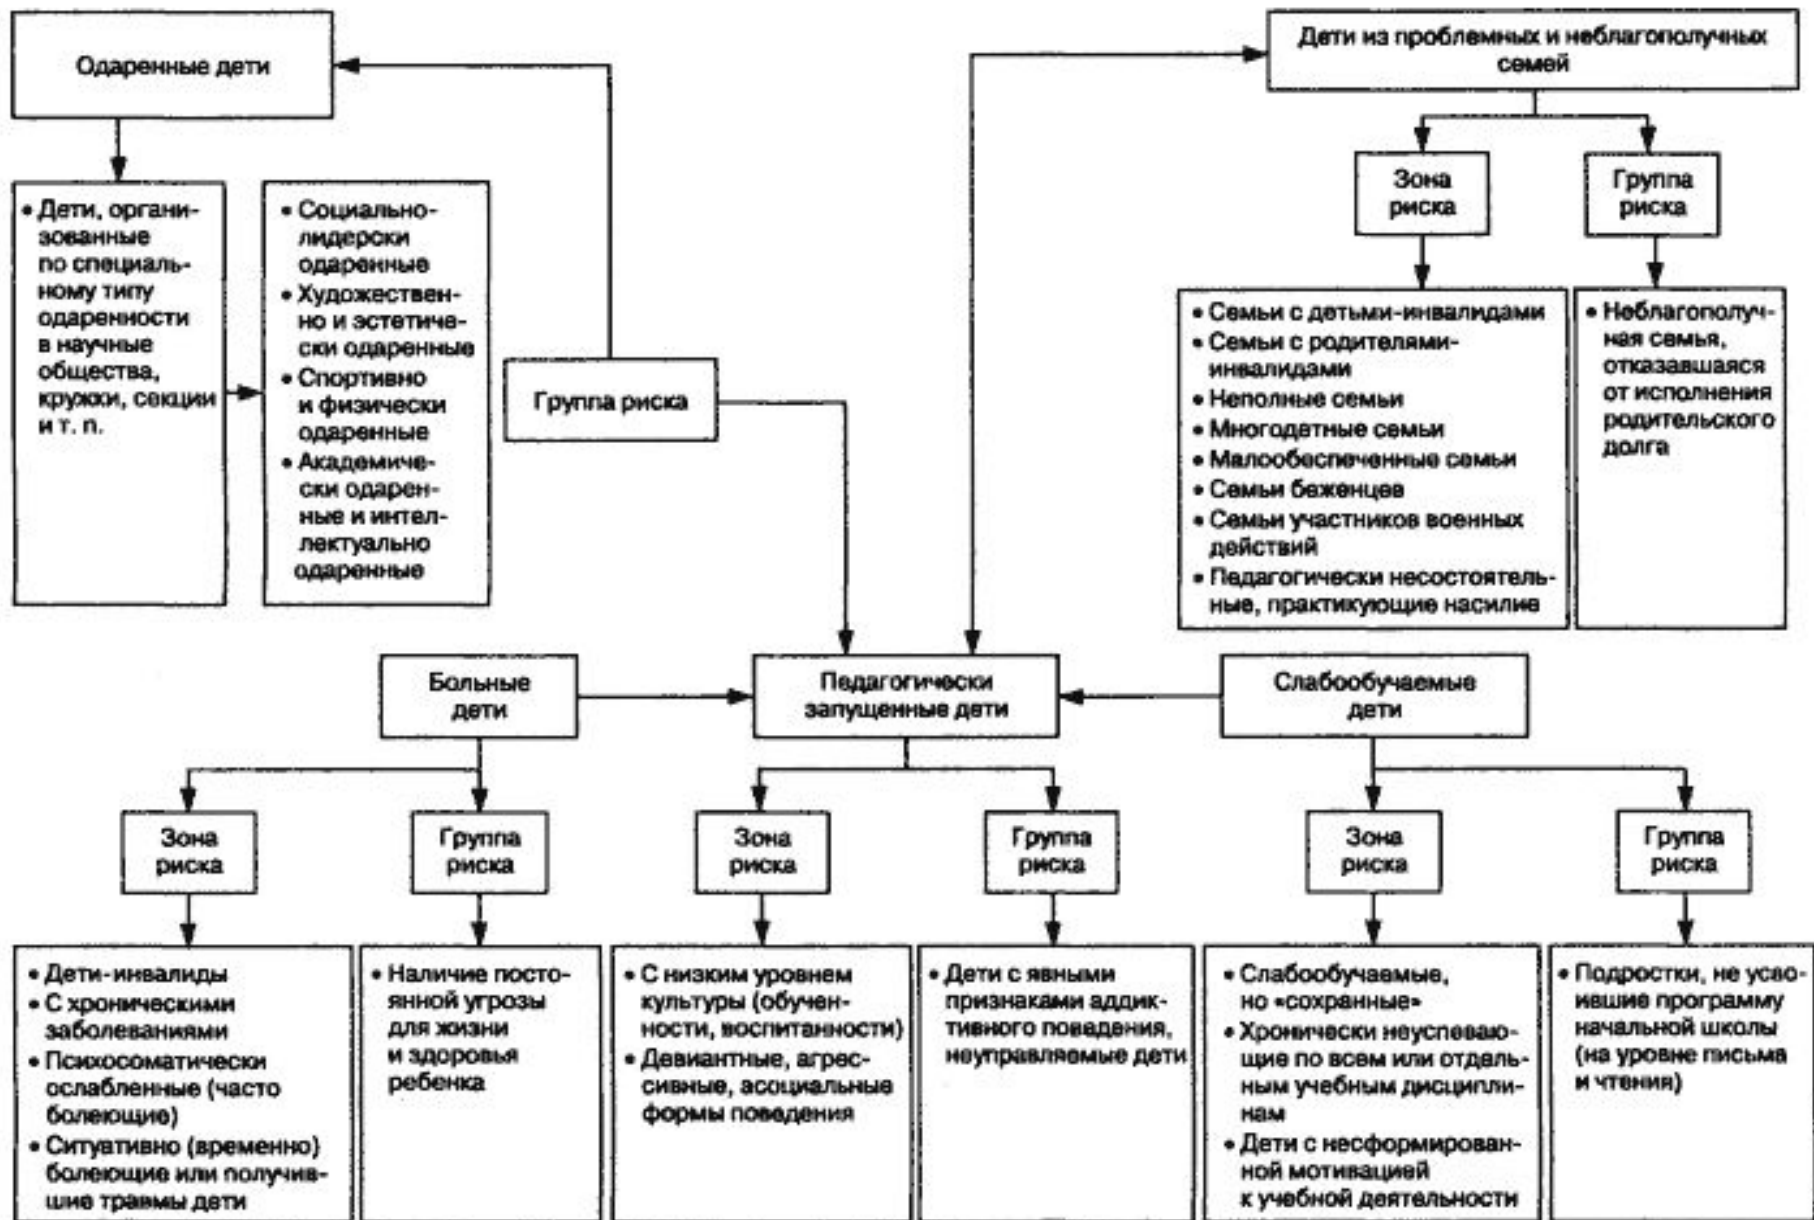 Одаренные дети
Дети из проблемных и неблагополучных
семей
Зона
риска
Группа
риска
• Дети, органи-
зованные
по специаль-
ному типу
одаренности
в научные
общества,
кружки, секции
и т. п.
• Социально-
лидерски
одаренные
• Художествен-
но и эстетиче-
ски одаренные
• Спортивно
и физически
одаренные
• Академиче-
ски одарен-
ные и интел-
лектуально
одаренные
Группа риска
• Семьи с детьми-инвалидами
• Семьи с родителями-
инвалидами
• Неполные семьи
• Многодетные семьи
• Малообеспеченные семьи
• Семьи беженцев
• Семьи участников военных
действий
• Педагогически несостоятель-
ные, практикующие насилие
• Неблагополуч-
ная семья,
отказавшаяся
от исполнения
родительского
долга
Больные
дети
Педагогически
запущенные дети
Слабообучаемые
дети
Зона
риска
Группа
риска
Зона
риска
Группа
риска
Зона
риска
Группа
риска
• Дети-инвалиды
• С хроническими
заболеваниями
• Психосоматически
ослабленные (часто
болеющие)
• Ситуативно (временно)
болеющие или получив-
шие травмы дети
• Наличие посто-
янной угрозы
для жизни
и здоровья
ребенка
• С низким уровнем
культуры (обучен-
ности, воспитанности)
• Девиантные, агрес-
сивные, асоциальные
формы поведения
• Дети с явными
признаками аддик-
тивного поведения,
неуправляемые дети
• Слабообучаемые,
но «сохранные»
• Хронически неуспеваю-
щие по всем или отдель-
ным учебным дисципли-
нам
• Дети с несформирован-
ной мотивацией
к учебной деятельности
• Подростки, не усво-
ившие программу
начальной школы
(на уровне письма
и чтения)